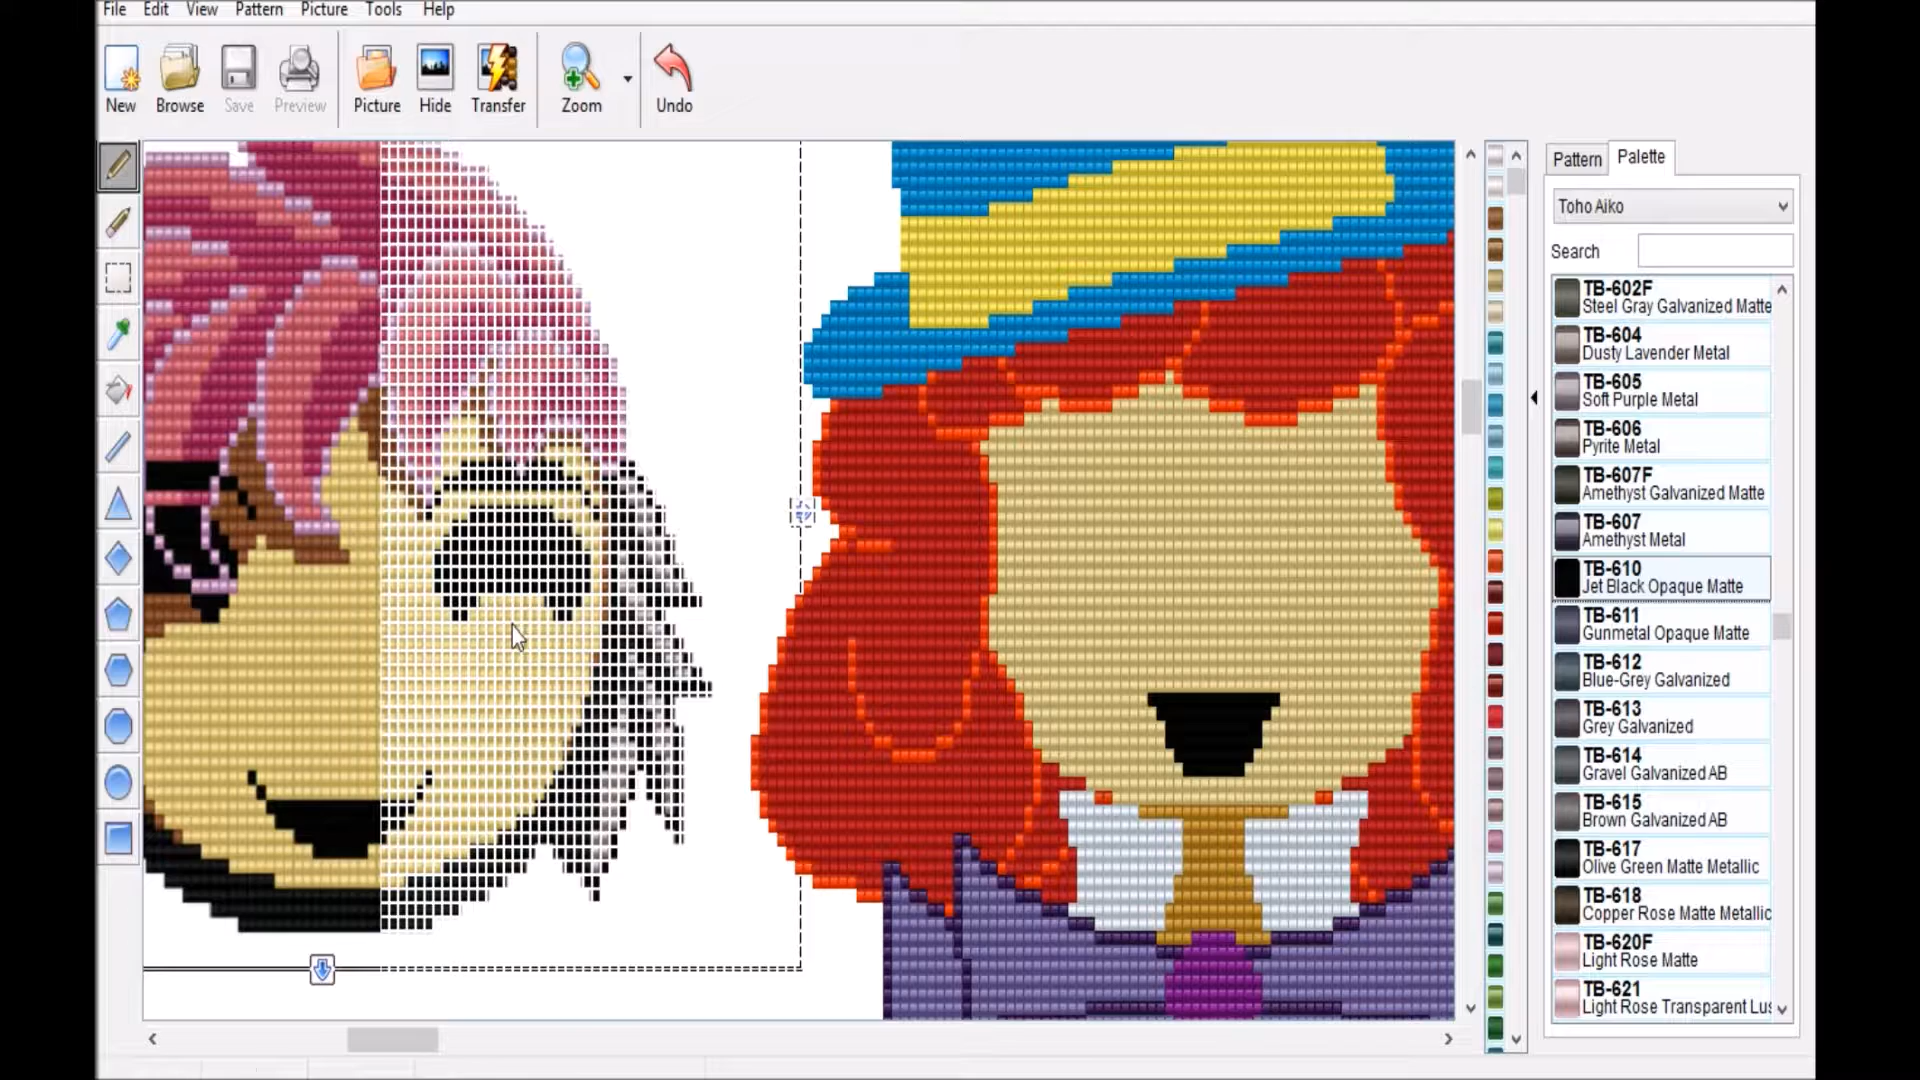 File Edit View Pattern Picture Tools Help
New Browse Save Preview Picture Hide Transfer Zoom Undo
Pattern Palette
Toho Aiko
Search
TB-602F
Steel Gray Galvanized Matte
TB-604
Dusty Lavender Metal
TB-605
Soft Purple Metal
TB-606
Pyrite Metal
TB-607F
Amethyst Galvanized Matte
TB-607
Amethyst Metal
TB-610
Jet Black Opaque Matte
TB-611
Gunmetal Opaque Matte
TB-612
Blue-Grey Galvanized
TB-613
Grey Galvanized
TB-614
Gravel Galvanized AB
TB-615
Brown Galvanized AB
TB-617
Olive Green Matte Metallic
TB-618
Copper Rose Matte Metallic
TB-620F
Light Rose Matte
TB-621
Light Rose Transparent Lus